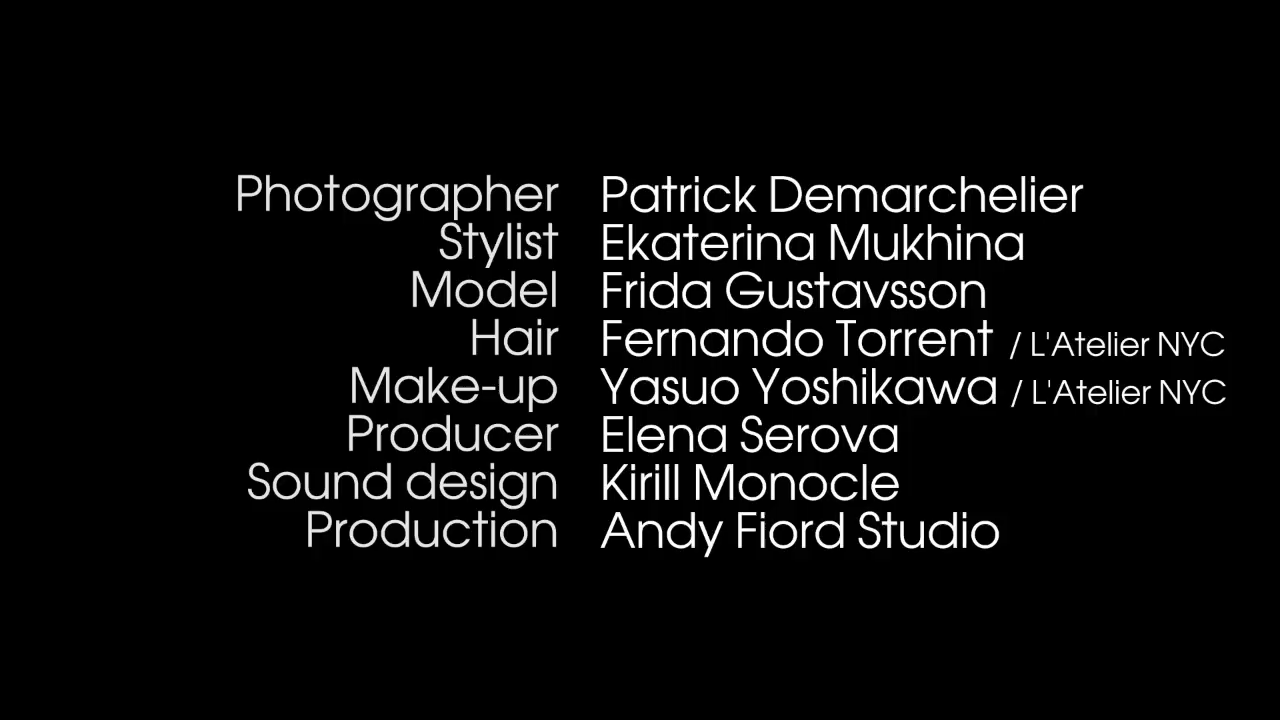 Photographer Patrick Demarchelier
Stylist Ekaterina Mukhina
Model Frida Gustavsson
Hair Fernando Torrent / L'Atelier NYC
Make-up Yasuo Yoshikawa / L'Atelier NYC
Producer Elena Serova
Sound design Kirill Monocle
Production Andy Fiord Studio